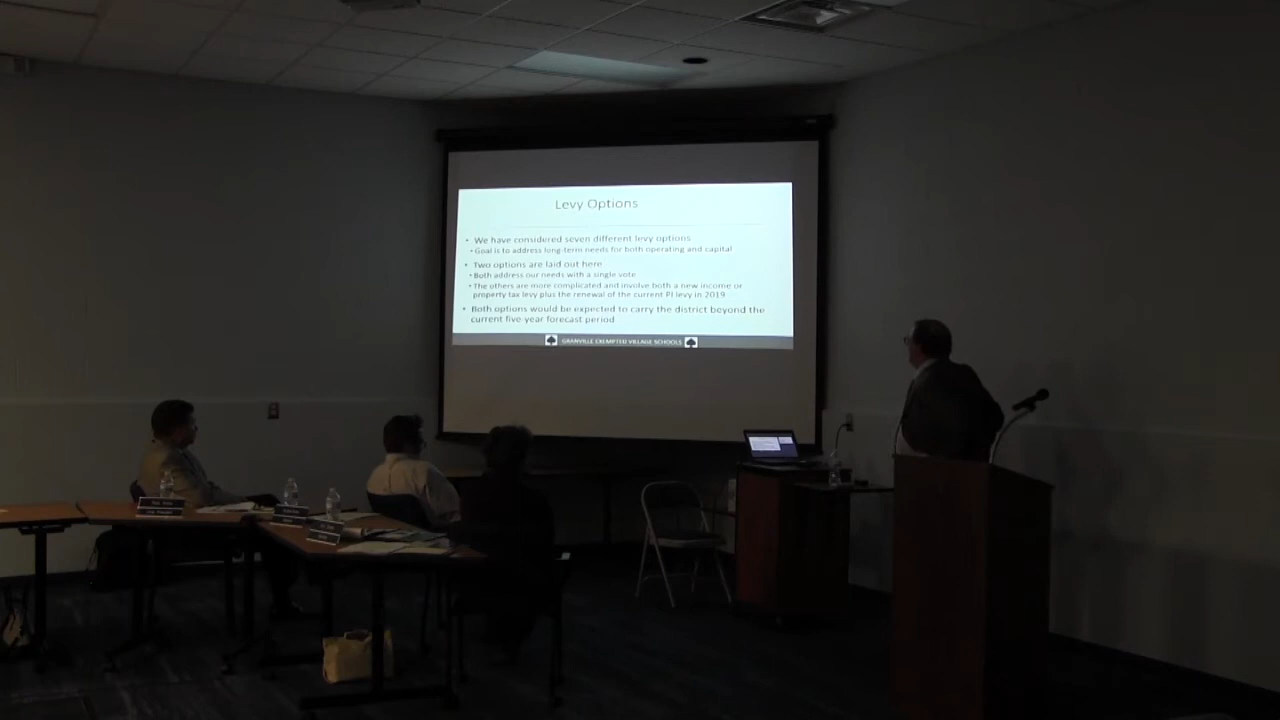 Levy Options
• We have considered seven different levy options
• Goal is to address long-term needs for both operating and capital
• Two options are laid out here
• Both address our needs with a single vote
• The others are more complicated and involve both a new income or
property tax levy plus the renewal of the current PI levy in 2019
• Both options would be expected to carry the district beyond the
current five year forecast period
GRANVILLE EXEMPTED VILLAGE SCHOOLS